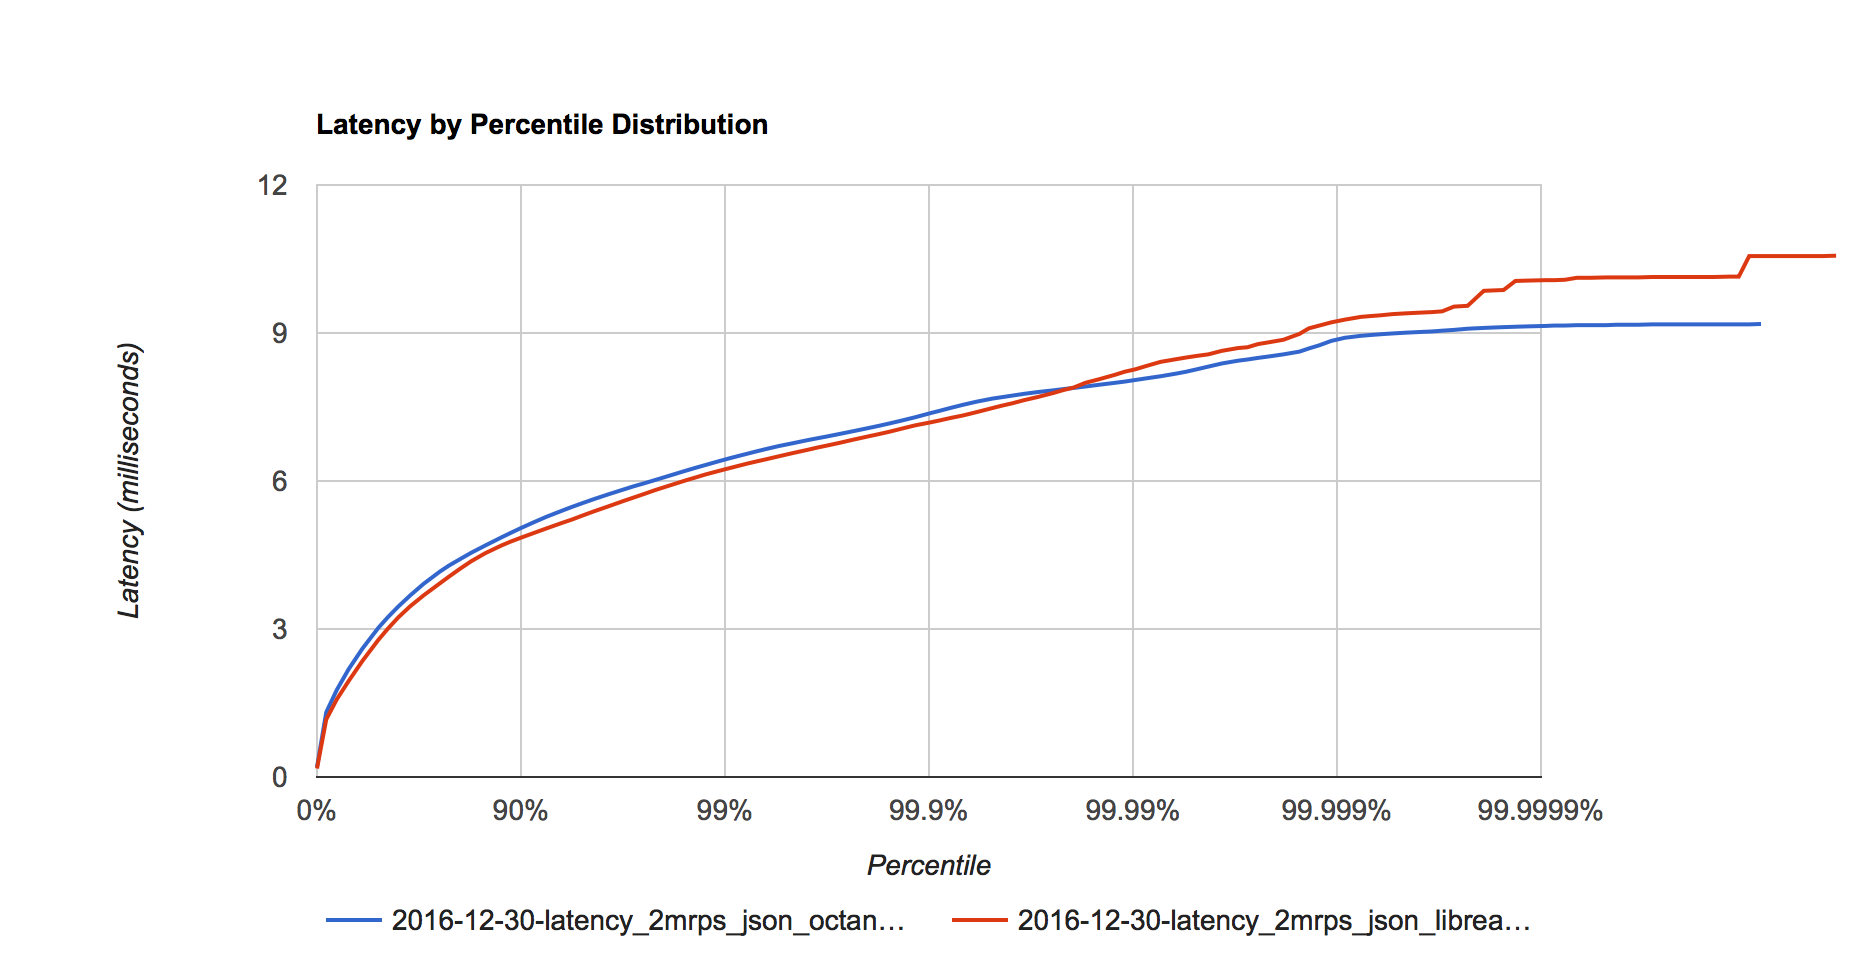 Latency by Percentile Distribution
12
9
6
3
0
Latency (milliseconds)
0% 90% 99% 99.9% 99.99% 99.999% 99.9999%
Percentile
2016-12-30-latency_2mrps_json_octan… 2016-12-30-latency_2mrps_json_librea…